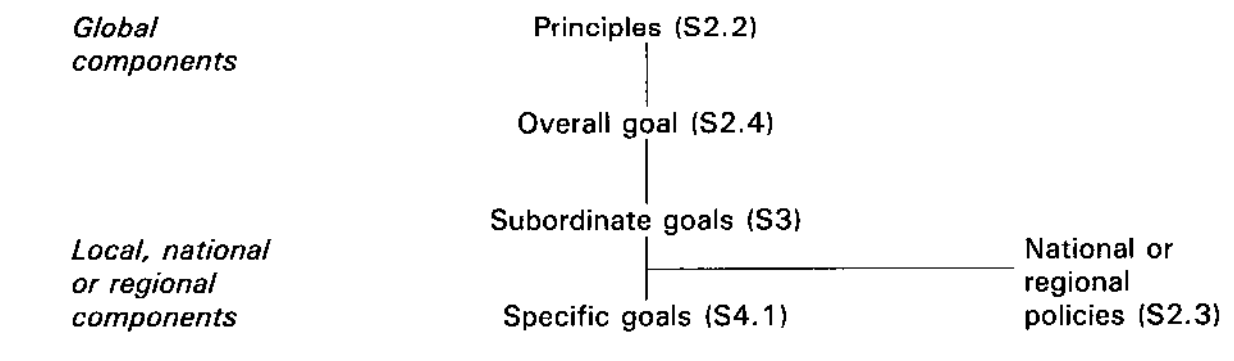 Global
components
Principles (S2.2)
Overall goal (S2.4)
Subordinate goals (S3)
Local, national
or regional
components
National or
regional
policies (S2.3)
Specific goals (S4.1)